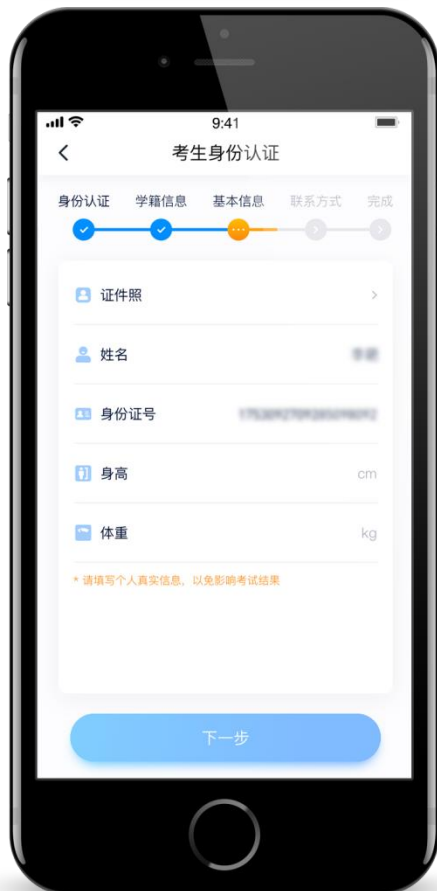 9:41
考生身份认证
身份认证 学籍信息 基本信息 联系方式 完成
证件照
姓名
身份证号
身高 cm
体重 kg
* 请填写个人真实信息，以免影响考试结果
下一步